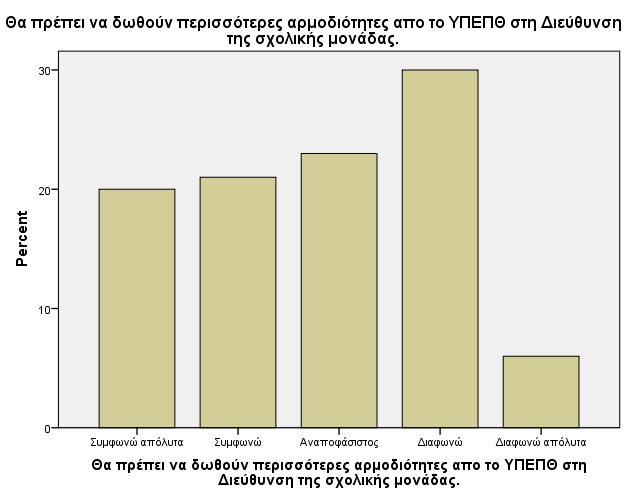 Θα πρέπει να δωθούν περισσότερες αρμοδιότητες απο το ΥΠΕΠΘ στη Διεύθυνση
της σχολικής μονάδας.
30
20
10
0
Percent
Συμφωνώ απόλυτα Συμφωνώ Αναποφάσιστος Διαφωνώ Διαφωνώ απόλυτα
Θα πρέπει να δωθούν περισσότερες αρμοδιότητες απο το ΥΠΕΠΘ στη
Διεύθυνση της σχολικής μονάδας.